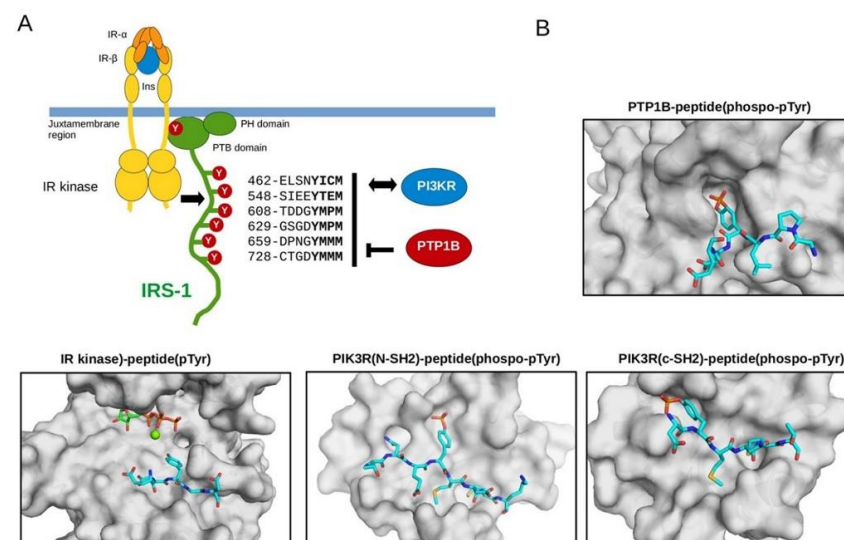 A
IR-α
IR-β
Ins
Juxtamembrane
region
Y
PH domain
PTB domain
IR kinase
Y
Y
Y
Y
Y
Y
462-ELSNYICM
548-SIEEYTEM
608-TDDGYMPM
629-GSGDYMPM
659-DPNGYMMM
728-CTGDYMMM
PI3KR
PTP1B
IRS-1
B
PTP1B-peptide(phospo-pTyr)
IR kinase)-peptide(pTyr)
PIK3R(N-SH2)-peptide(phospo-pTyr)
PIK3R(c-SH2)-peptide(phospo-pTyr)